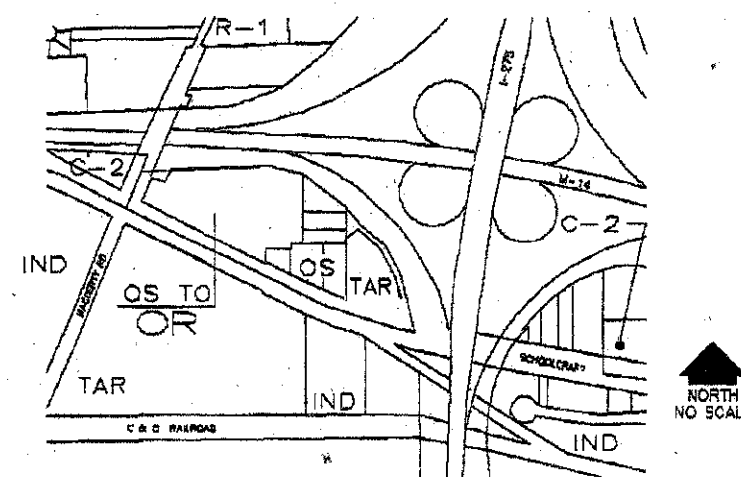 R-1
I-275
C-2
M-14
C-2
IND
OS
TAR
OS TO
OR
SCHOOLCRAFT
TAR
IND
NORTH
NO SCAL
C & O RAILROAD
IND